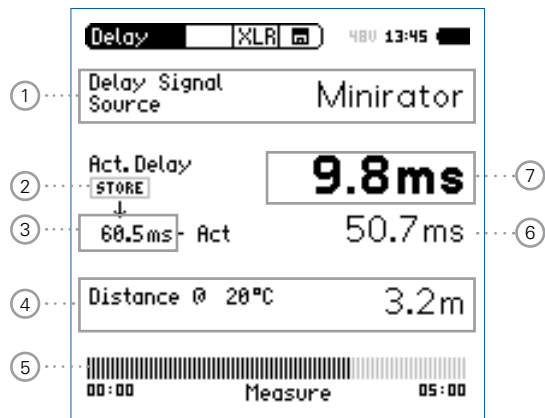 Delay XLR 48V 13:45
1 Delay Signal Source Minirator
Act. Delay 9.8ms 7
2 STORE
3 60.5ms - Act 50.7ms 6
4 Distance @ 20°C 3.2m
5
00:00 Measure 05:00